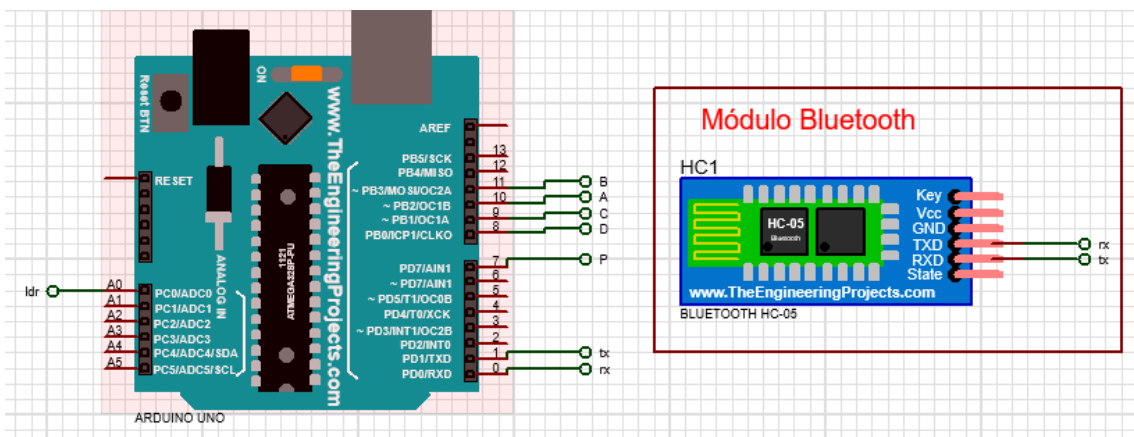 Reset BTN
ON
www.TheEngineeringProjects.com
RESET
AREF
PB5/SCK 13
PB4/MISO 12
~ PB3/MOSI/OC2A 11 B
~ PB2/OC1B 10 A
~ PB1/OC1A 9 C
PB0/ICP1/CLKO 8 D
1121
ATMEGA328P-PU
ANALOG IN
PD7/AIN1 7 P
~ PD7/AIN1 6
~ PD5/T1/OC0B 5
PD4/T0/XCK 4
~ PD3/INT1/OC2B 3
PD2/INT0 2
PD1/TXD 1 tx
PD0/RXD 0 rx
ldr A0 PC0/ADC0
A1 PC1/ADC1
A2 PC2/ADC2
A3 PC3/ADC3
A4 PC4/ADC4/SDA
A5 PC5/ADC5/SCL
ARDUINO UNO
Módulo Bluetooth
HC1
HC-05
Bluetooth
Key
Vcc
GND
TXD rx
RXD tx
State
www.TheEngineeringProjects.com
BLUETOOTH HC-05